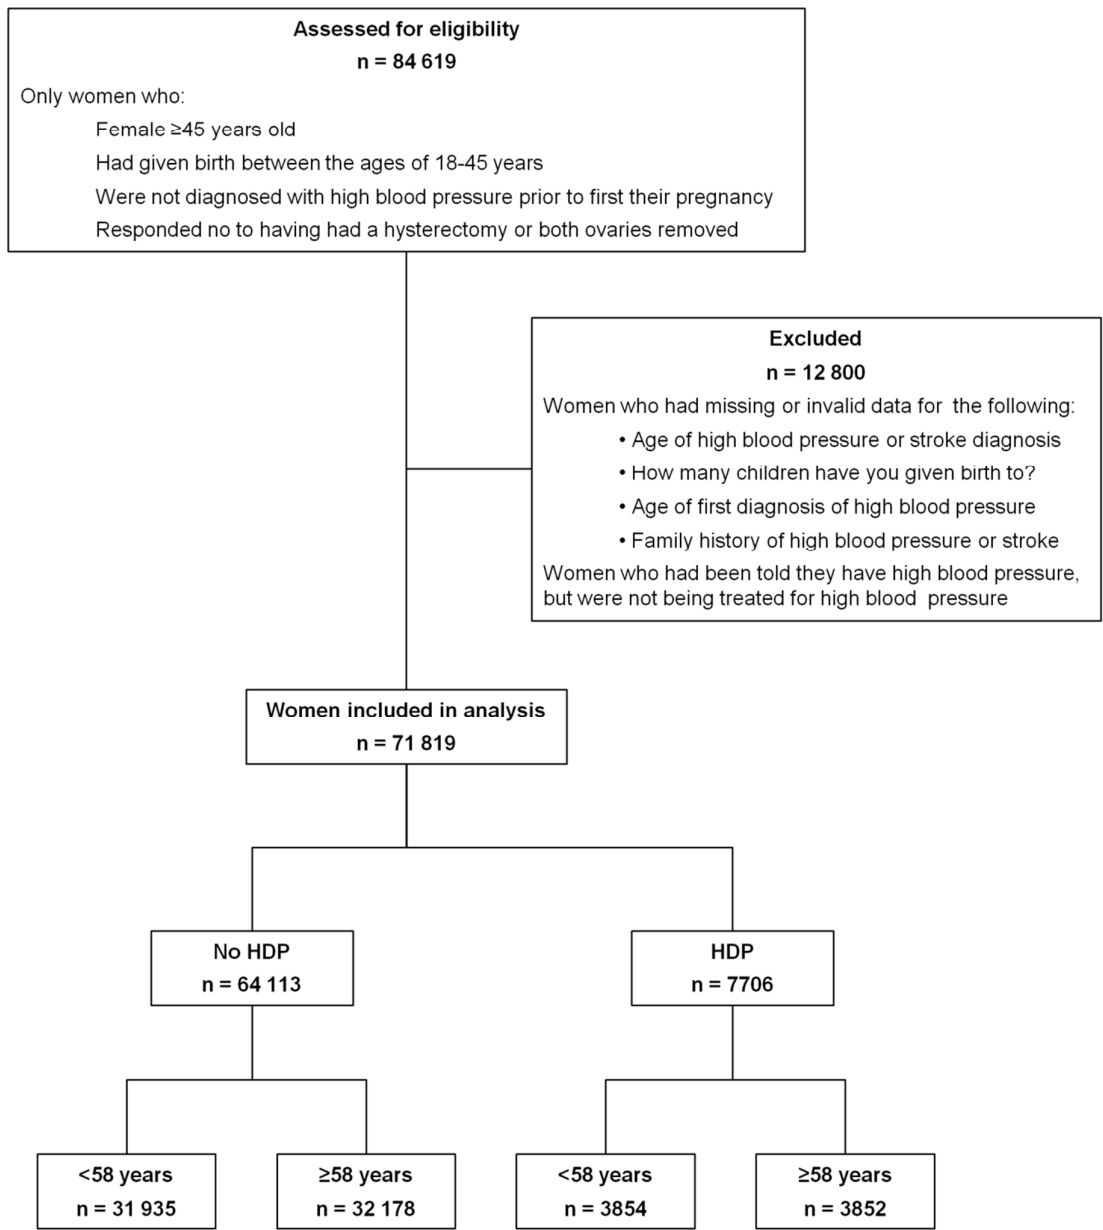 Assessed for eligibility
n = 84 619
Only women who:
Female ≥45 years old
Had given birth between the ages of 18-45 years
Were not diagnosed with high blood pressure prior to first their pregnancy
Responded no to having had a hysterectomy or both ovaries removed
Excluded
n = 12 800
Women who had missing or invalid data for the following:
• Age of high blood pressure or stroke diagnosis
• How many children have you given birth to?
• Age of first diagnosis of high blood pressure
• Family history of high blood pressure or stroke
Women who had been told they have high blood pressure,
but were not being treated for high blood pressure
Women included in analysis
n = 71 819
No HDP
n = 64 113
HDP
n = 7706
<58 years
n = 31 935
≥58 years
n = 32 178
<58 years
n = 3854
≥58 years
n = 3852